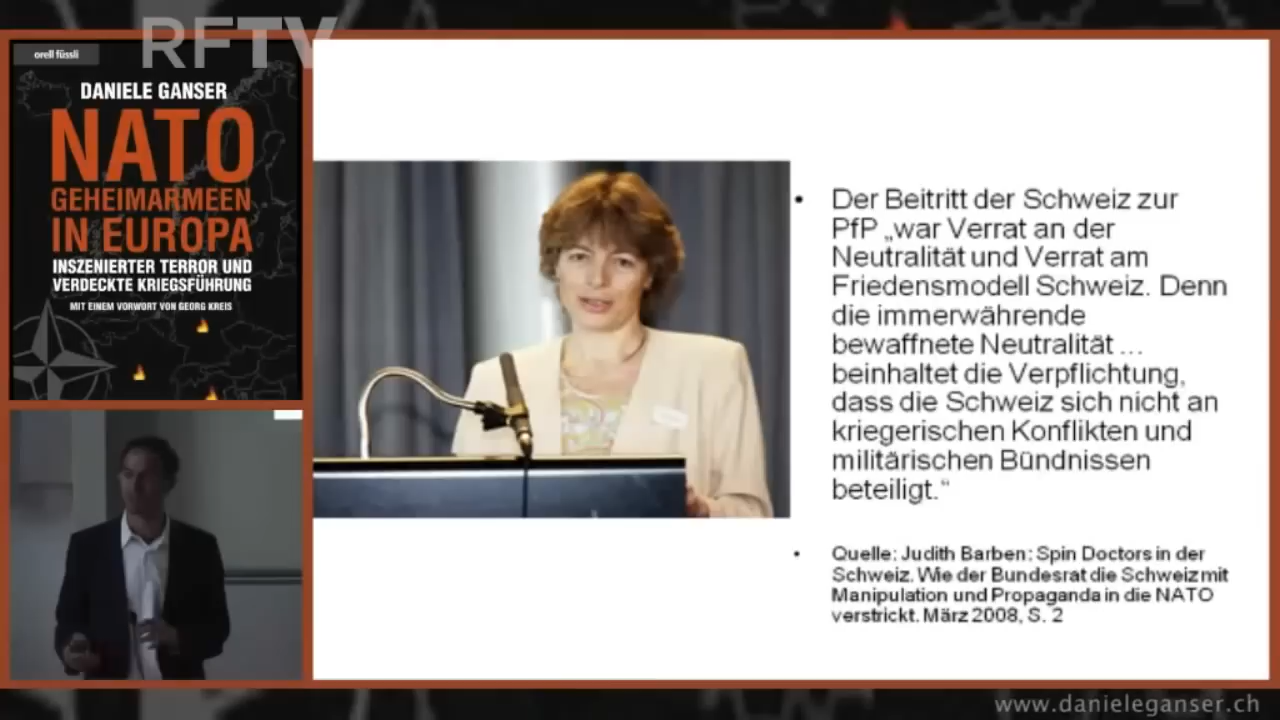 RFTV
orell füssli
DANIELE GANSER
NATO
GEHEIMARMEEN
IN EUROPA
INSZENIERTER TERROR UND
VERDECKTE KRIEGSFÜHRUNG
MIT EINEM VORWORT VON GEORG KREIS
• Der Beitritt der Schweiz zur
PfP „war Verrat an der
Neutralität und Verrat am
Friedensmodell Schweiz. Denn
die immerwährende
bewaffnete Neutralität ...
beinhaltet die Verpflichtung,
dass die Schweiz sich nicht an
kriegerischen Konflikten und
militärischen Bündnissen
beteiligt.“
• Quelle: Judith Barben: Spin Doctors in der
Schweiz. Wie der Bundesrat die Schweiz mit
Manipulation und Propaganda in die NATO
verstrickt. März 2008, S. 2
www.danieleganser.ch